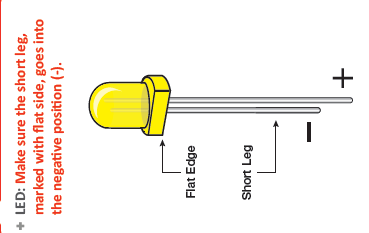 + LED: Make sure the short leg,
marked with flat side, goes into
the negative position (-).
Flat Edge
Short Leg
+
-